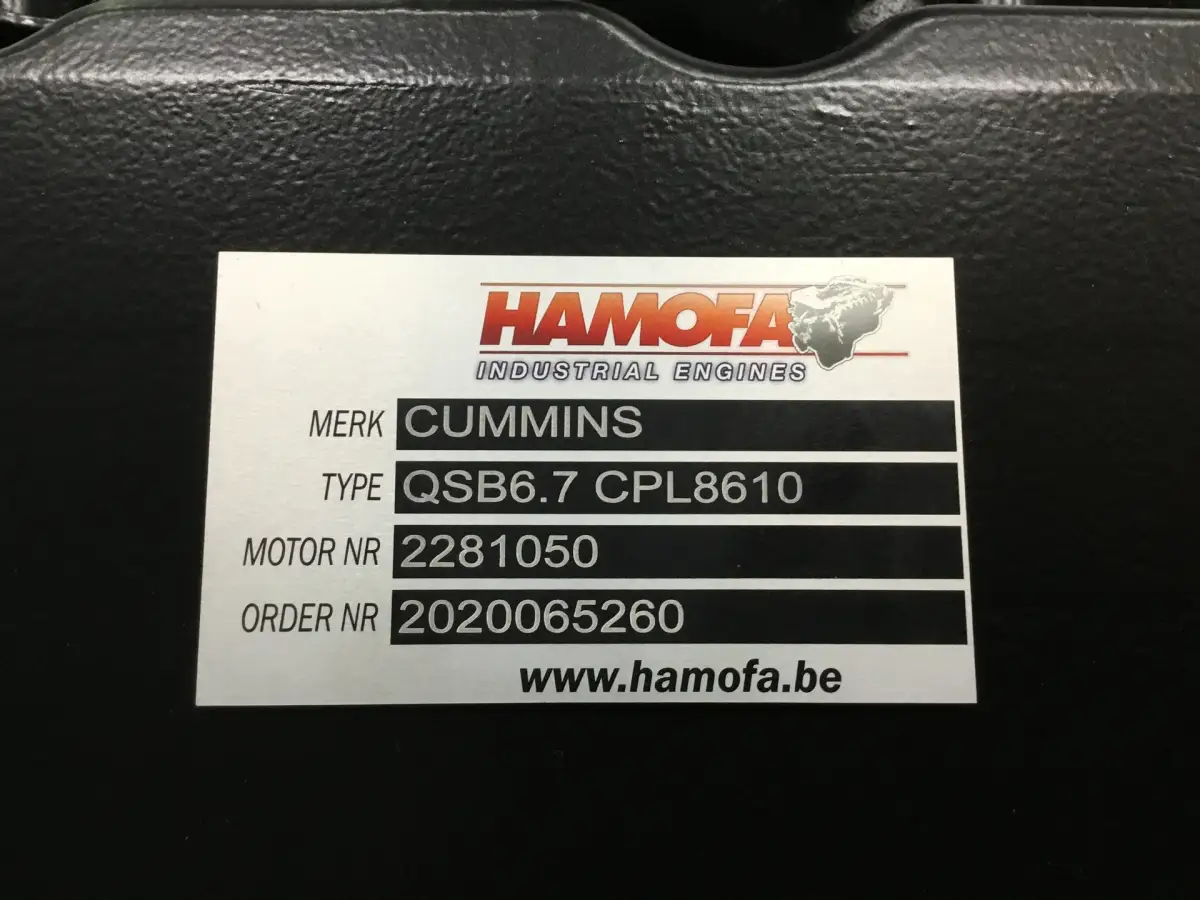 HAMOFA
INDUSTRIAL ENGINES
MERK CUMMINS
TYPE QSB6.7 CPL8610
MOTOR NR 2281050
ORDER NR 2020065260
www.hamofa.be